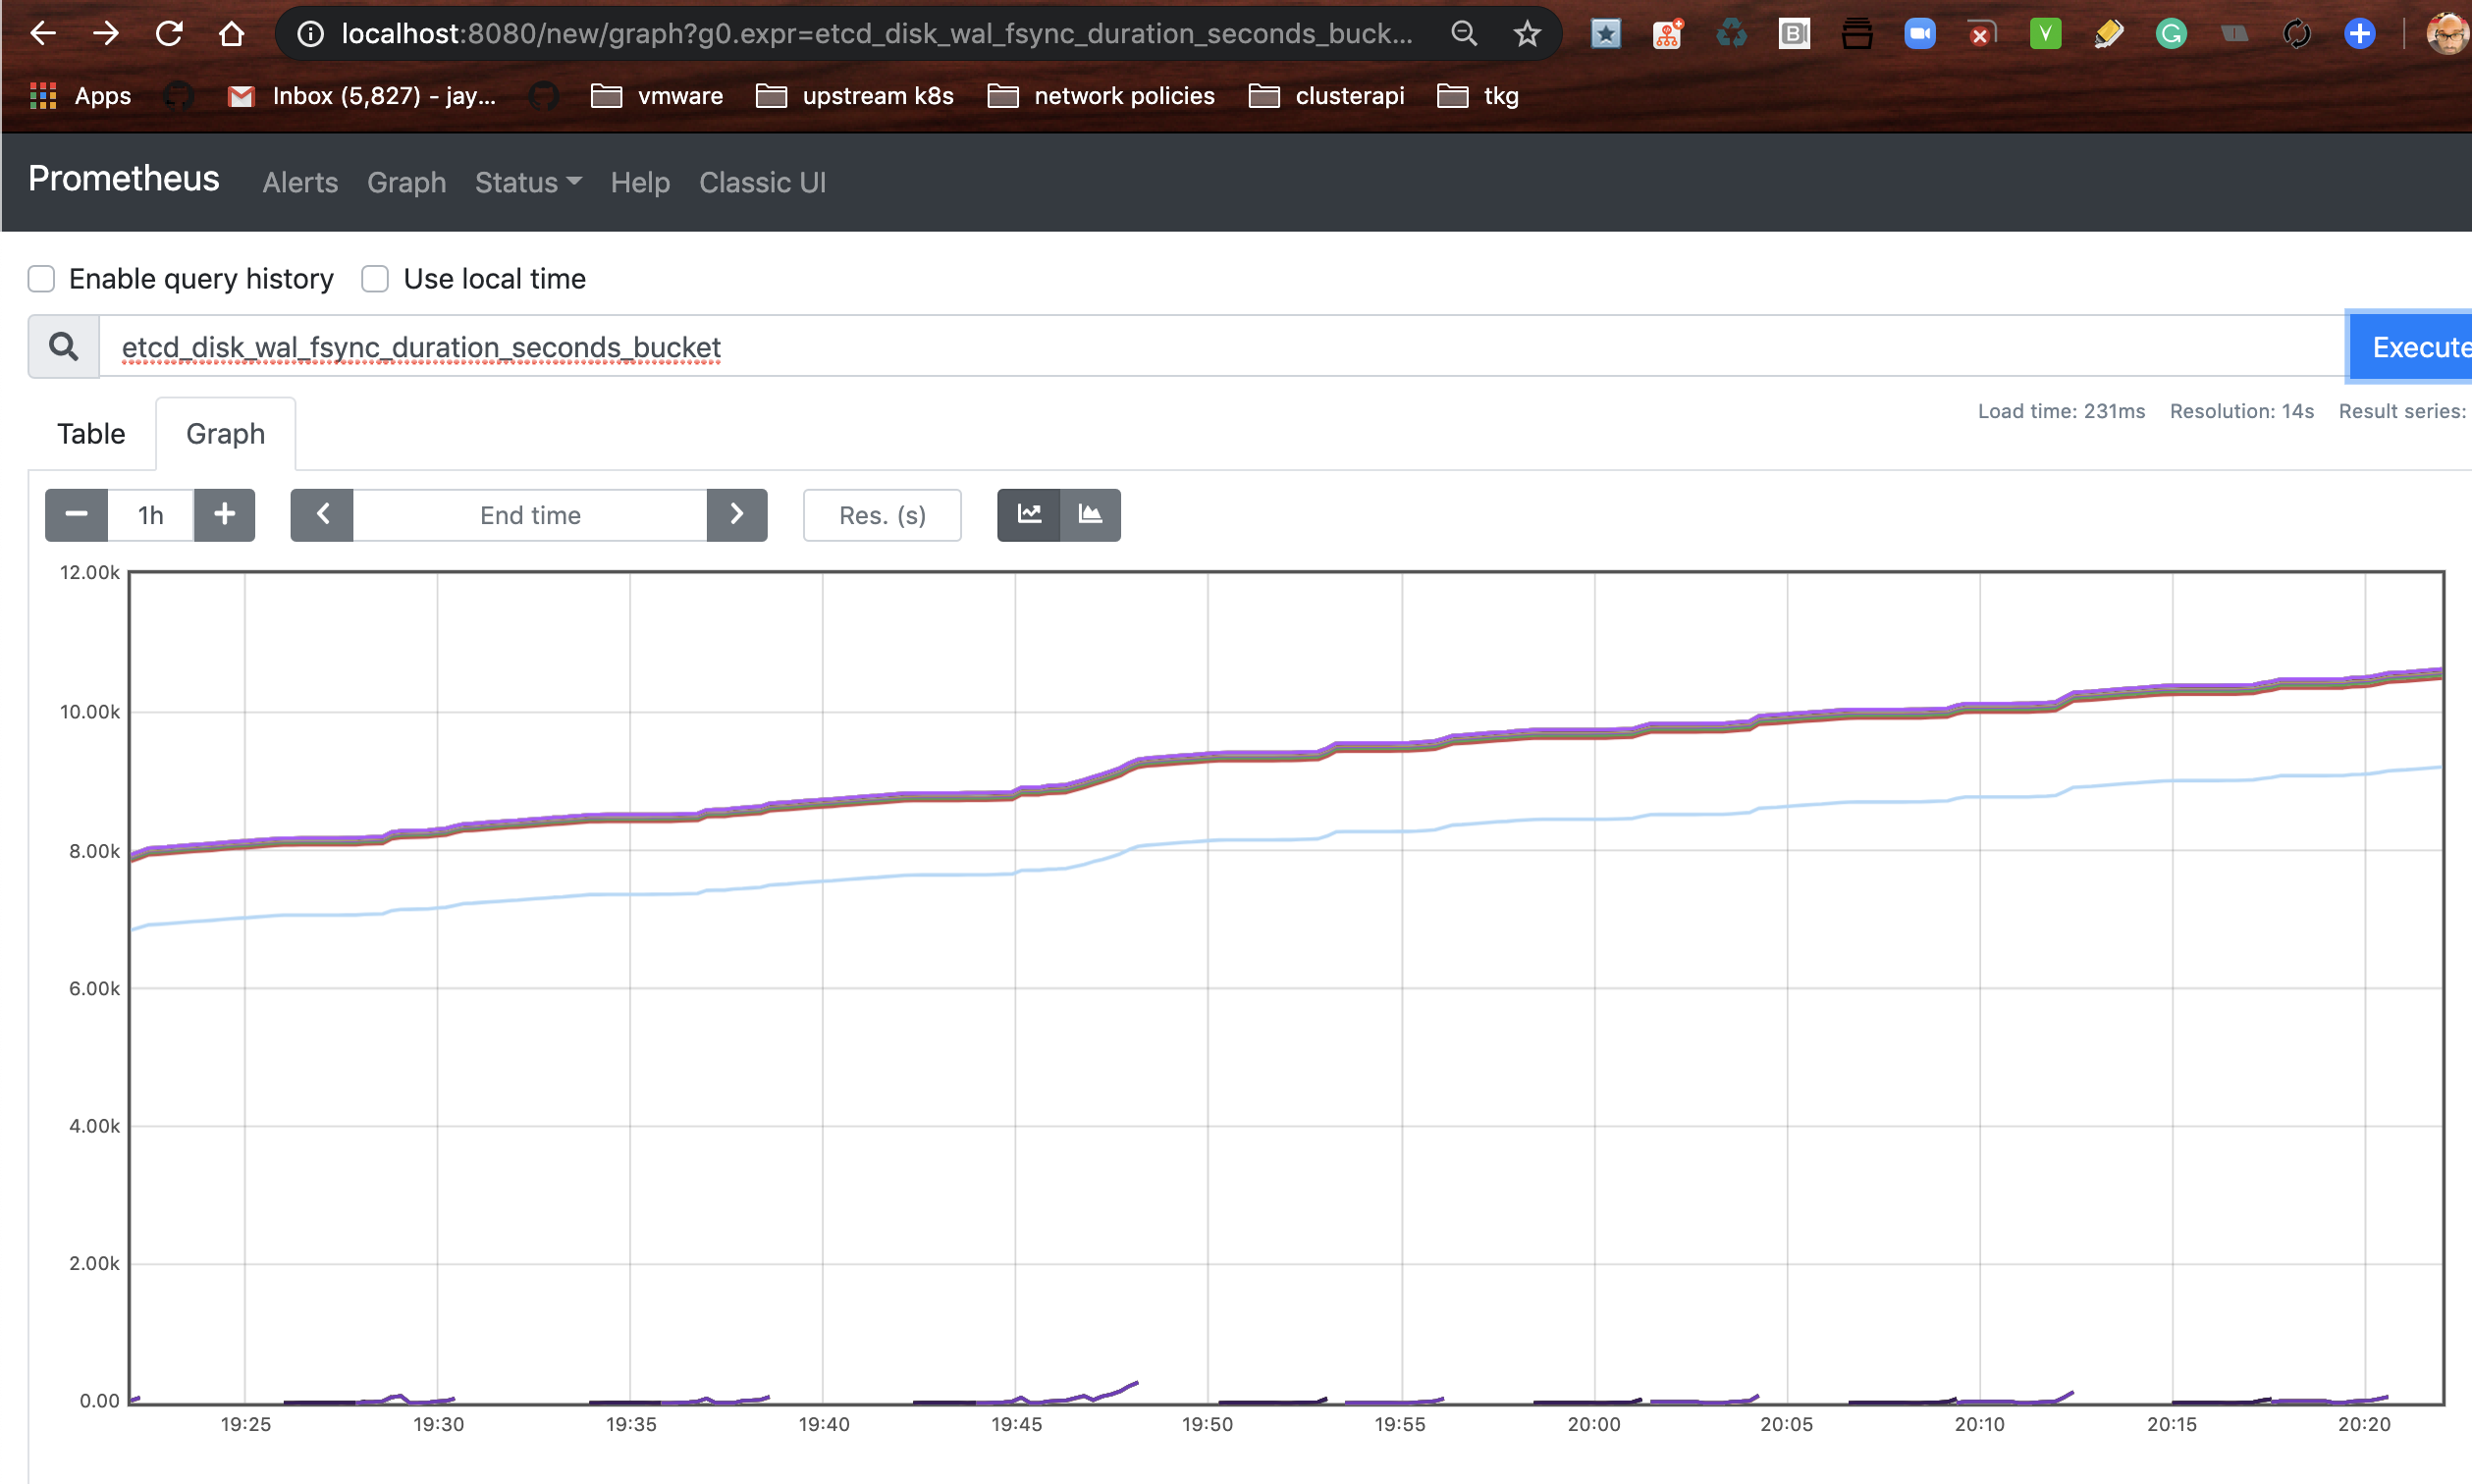 localhost:8080/new/graph?g0.expr=etcd_disk_wal_fsync_duration_seconds_buck...
Apps Inbox (5,827) - jay... vmware upstream k8s network policies clusterapi tkg
Prometheus Alerts Graph Status Help Classic UI
Enable query history Use local time
etcd_disk_wal_fsync_duration_seconds_bucket Execute
Load time: 231ms Resolution: 14s Result series:
Table Graph
1h End time Res. (s)
12.00k
10.00k
8.00k
6.00k
4.00k
2.00k
0.00
19:25 19:30 19:35 19:40 19:45 19:50 19:55 20:00 20:05 20:10 20:15 20:20